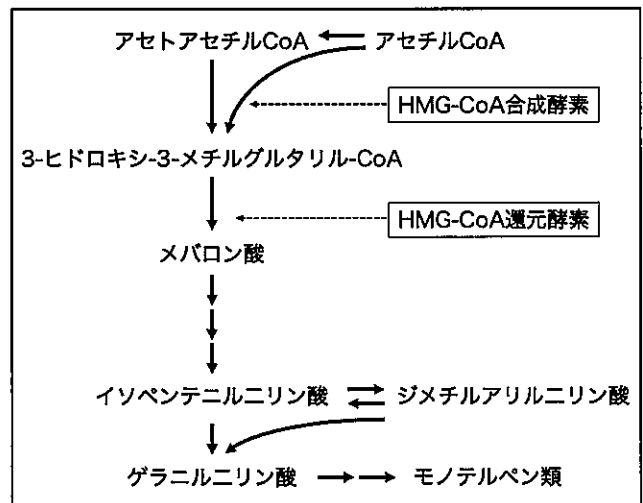 アセトアセチルCoA アセチルCoA
HMG-CoA合成酵素
3-ヒドロキシ-3-メチルグルタリル-CoA
HMG-CoA還元酵素
メバロン酸
イソペンテニルニリン酸 ジメチルアリルニリン酸
ゲラニルニリン酸 モノテルペン類